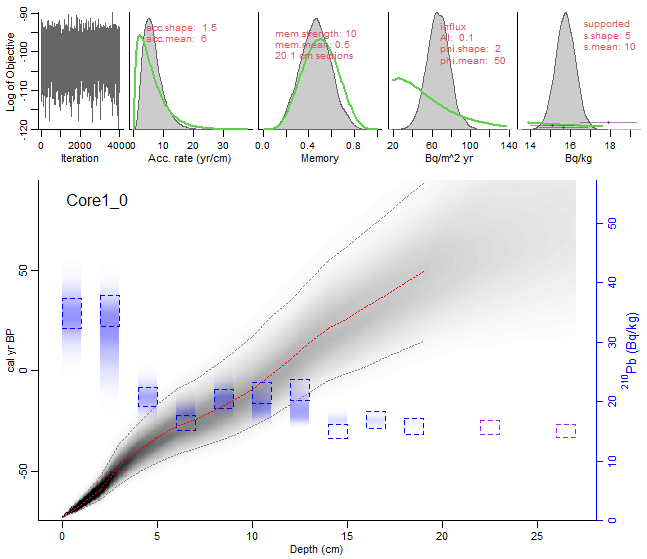 Log of Objective
-120 -110 -100 -90
0 2000 40000
Iteration
acc.shape: 1.5
acc.mean: 6
0 10 20 30
Acc. rate (yr/cm)
mem.strength: 10
mem.mean: 0.5
20 1 cm sections
0.0 0.4 0.8
Memory
influx
Al: 0.1
phi.shape: 2
phi.mean: 50
20 60 100 140
Bq/m^2 yr
supported
s.shape: 5
s.mean: 10
14 16 18
Bq/kg
Core1_0
cal yr BP
-50 0 50
0 5 10 15 20 25
Depth (cm)
0 10 20 30 40 50
210Pb (Bq/kg)